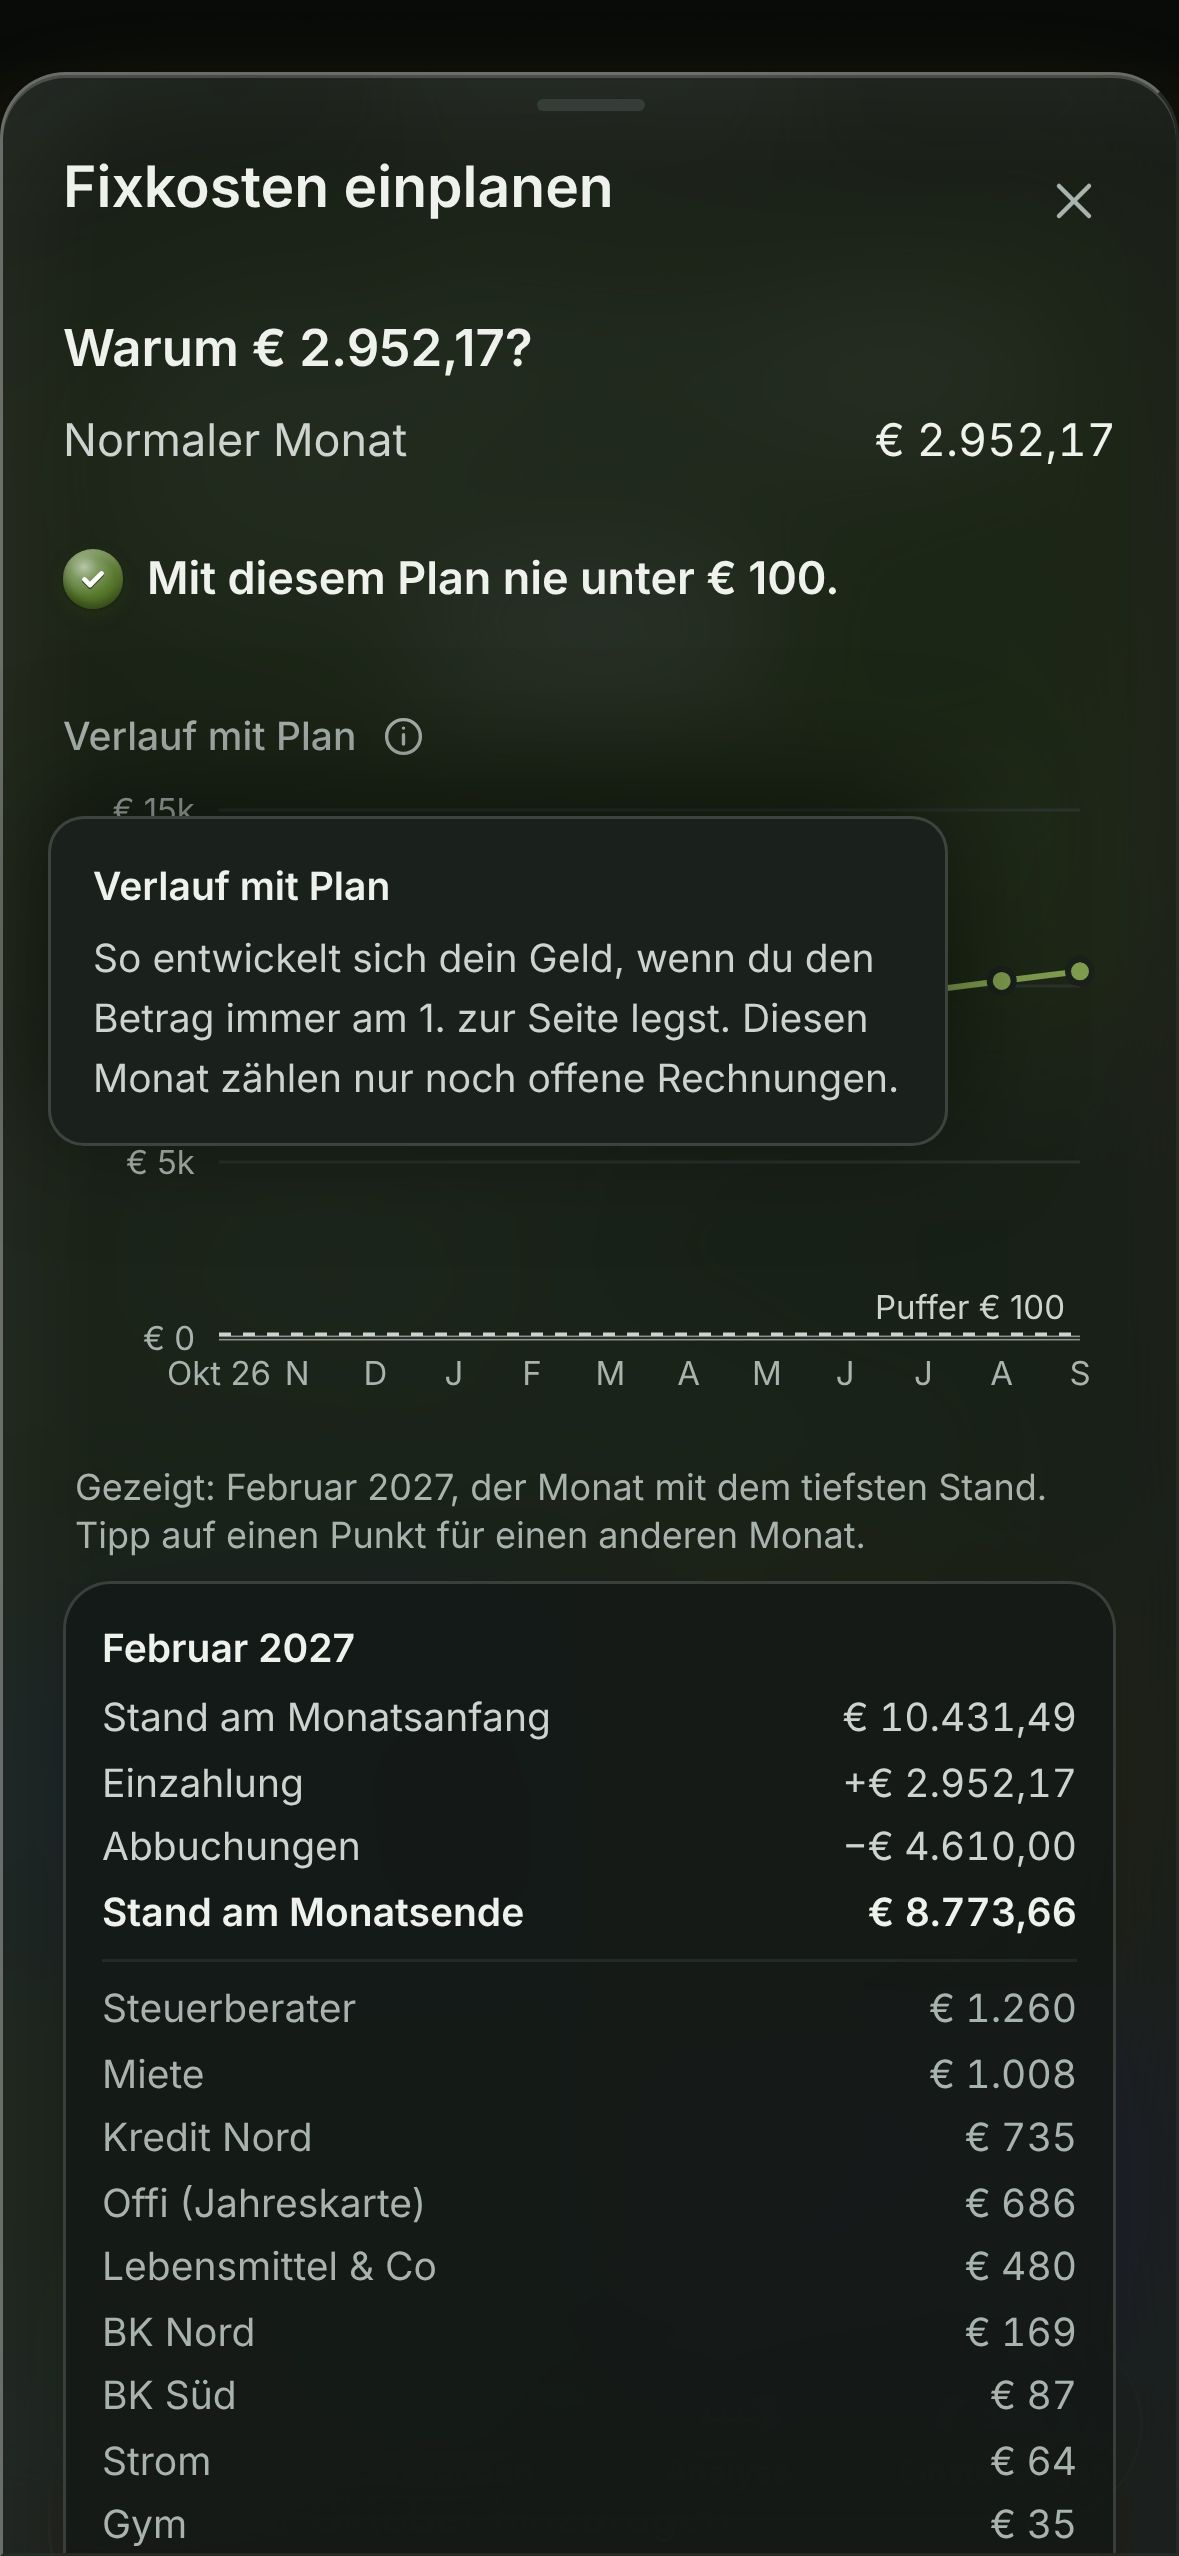 Fixkosten einplanen
Warum € 2.952,17?
Normaler Monat € 2.952,17
Mit diesem Plan nie unter € 100.
Verlauf mit Plan
€ 15k
Verlauf mit Plan
So entwickelt sich dein Geld, wenn du den
Betrag immer am 1. zur Seite legst. Diesen
Monat zählen nur noch offene Rechnungen.
€ 5k
Puffer € 100
€ 0
Okt 26 N D J F M A M J J A S
Gezeigt: Februar 2027, der Monat mit dem tiefsten Stand.
Tipp auf einen Punkt für einen anderen Monat.
Februar 2027
Stand am Monatsanfang € 10.431,49
Einzahlung +€ 2.952,17
Abbuchungen −€ 4.610,00
Stand am Monatsende € 8.773,66
Steuerberater € 1.260
Miete € 1.008
Kredit Nord € 735
Offi (Jahreskarte) € 686
Lebensmittel & Co € 480
BK Nord € 169
BK Süd € 87
Strom € 64
Gym € 35